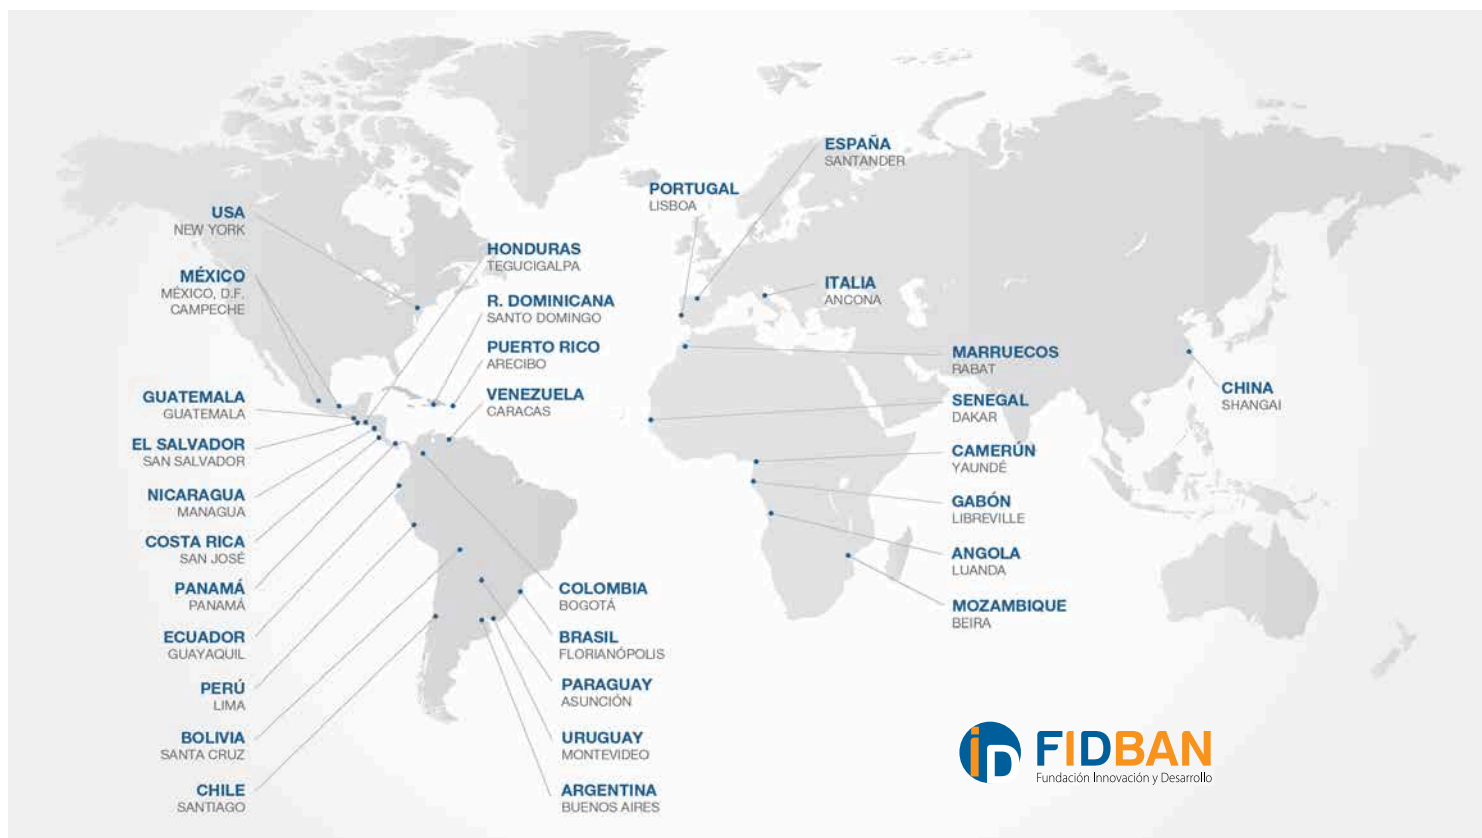 USA
NEW YORK
MÉXICO
MÉXICO, D.F.
CAMPECHE
GUATEMALA
GUATEMALA
EL SALVADOR
SAN SALVADOR
NICARAGUA
MANAGUA
COSTA RICA
SAN JOSÉ
PANAMÁ
PANAMÁ
ECUADOR
GUAYAQUIL
PERÚ
LIMA
BOLIVIA
SANTA CRUZ
CHILE
SANTIAGO
HONDURAS
TEGUCIGALPA
R. DOMINICANA
SANTO DOMINGO
PUERTO RICO
ARECIBO
VENEZUELA
CARACAS
COLOMBIA
BOGOTÁ
BRASIL
FLORIANÓPOLIS
PARAGUAY
ASUNCIÓN
URUGUAY
MONTEVIDEO
ARGENTINA
BUENOS AIRES
PORTUGAL
LISBOA
ESPAÑA
SANTANDER
ITALIA
ANCONA
MARRUECOS
RABAT
SENEGAL
DAKAR
CAMERÚN
YAUNDÉ
GABÓN
LIBREVILLE
ANGOLA
LUANDA
MOZAMBIQUE
BEIRA
CHINA
SHANGAI
iD FIDBAN
Fundación Innovación y Desarrollo